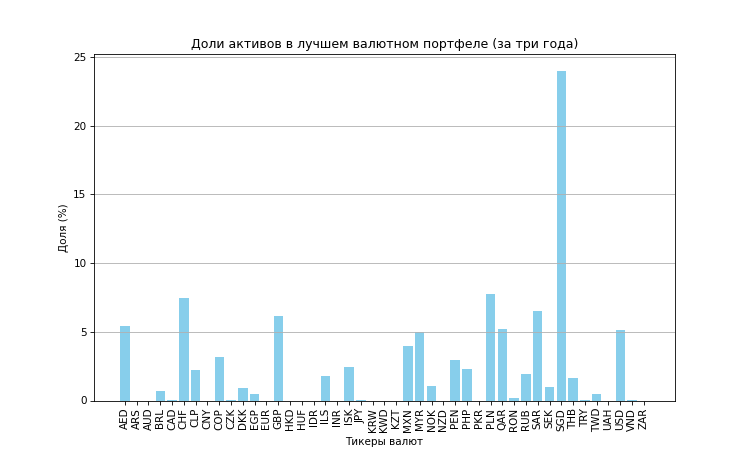 Доли активов в лучшем валютном портфеле (за три года)
Доля (%)
25
20
15
10
5
0
AED ARS AUD BRL CAD CHF CLP CNY COP CZK DKK EGP EUR GBP HKD HUF IDR ILS INR ISK JPY KRW KWD KZT MXN MYR NOK NZD PEN PHP PKR PLN QAR RON RUB SAR SEK SGD THB TRY TWD UAH USD VND ZAR
Тикеры валют